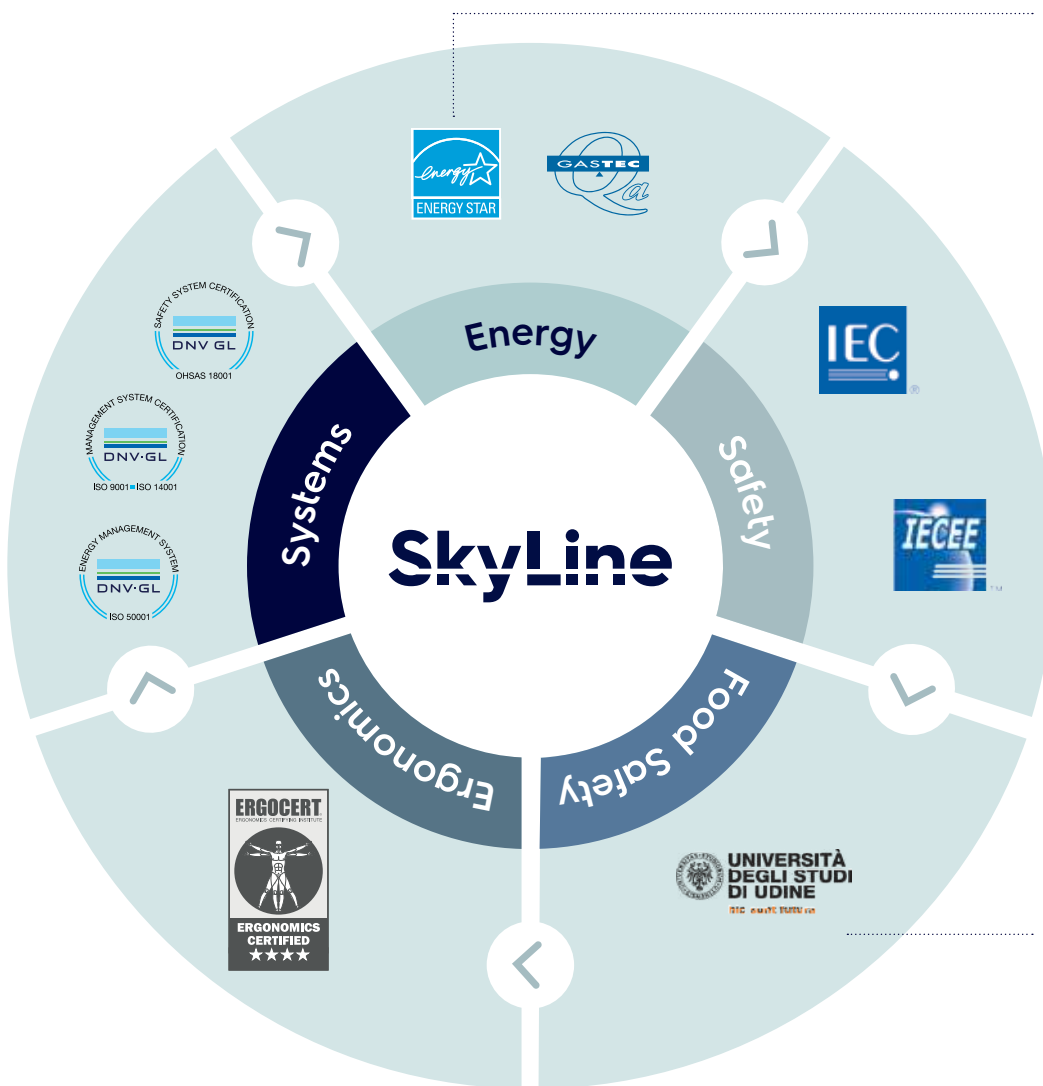 energy
ENERGY STAR
GASTEC
Qa
Energy
SAFETY SYSTEM CERTIFICATION
DNV GL
OHSAS 18001
MANAGEMENT SYSTEM CERTIFICATION
DNV·GL
ISO 9001 ISO 14001
ENERGY MANAGEMENT SYSTEM
DNV·GL
ISO 50001
Systems
IEC
®
Safety
IECEE
TM
SkyLine
Ergonomics
Food Safety
ERGOCERT
ERGONOMICS CERTIFYING INSTITUTE
ERGONOMICS
CERTIFIED
★★★★
UNIVERSITÀ
DEGLI STUDI
DI UDINE